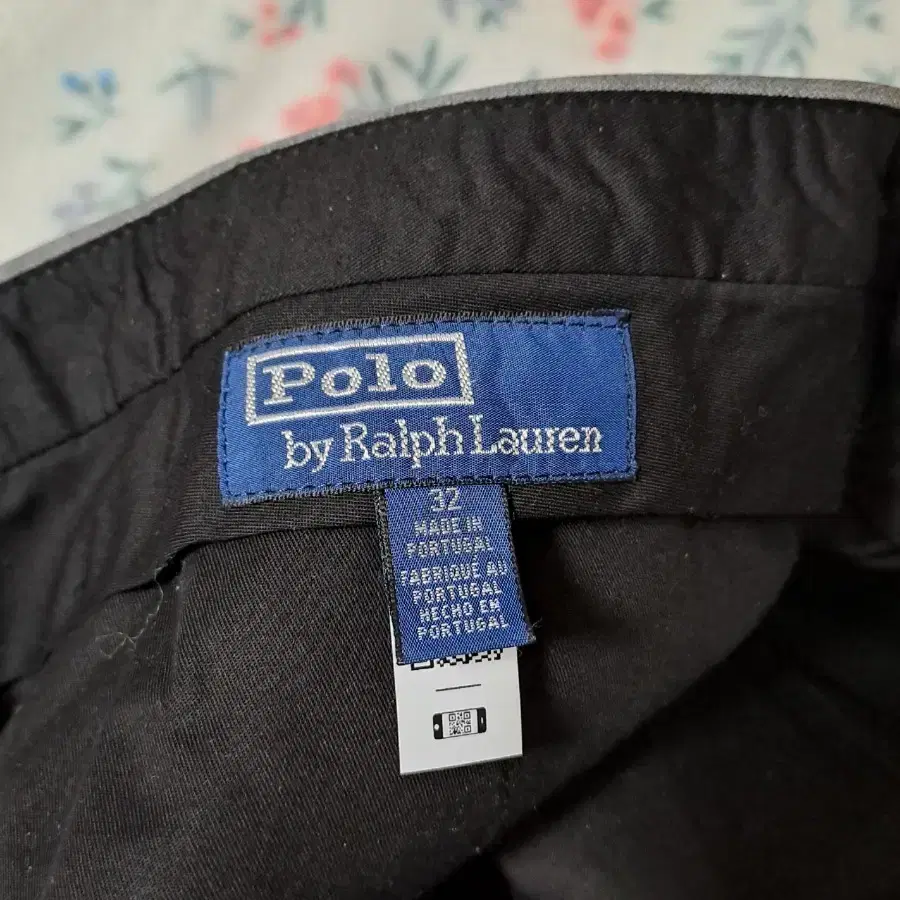 Polo
by Ralph Lauren
32
MADE IN
PORTUGAL
FABRIQUE AU
PORTUGAL
HECHO EN
PORTUGAL